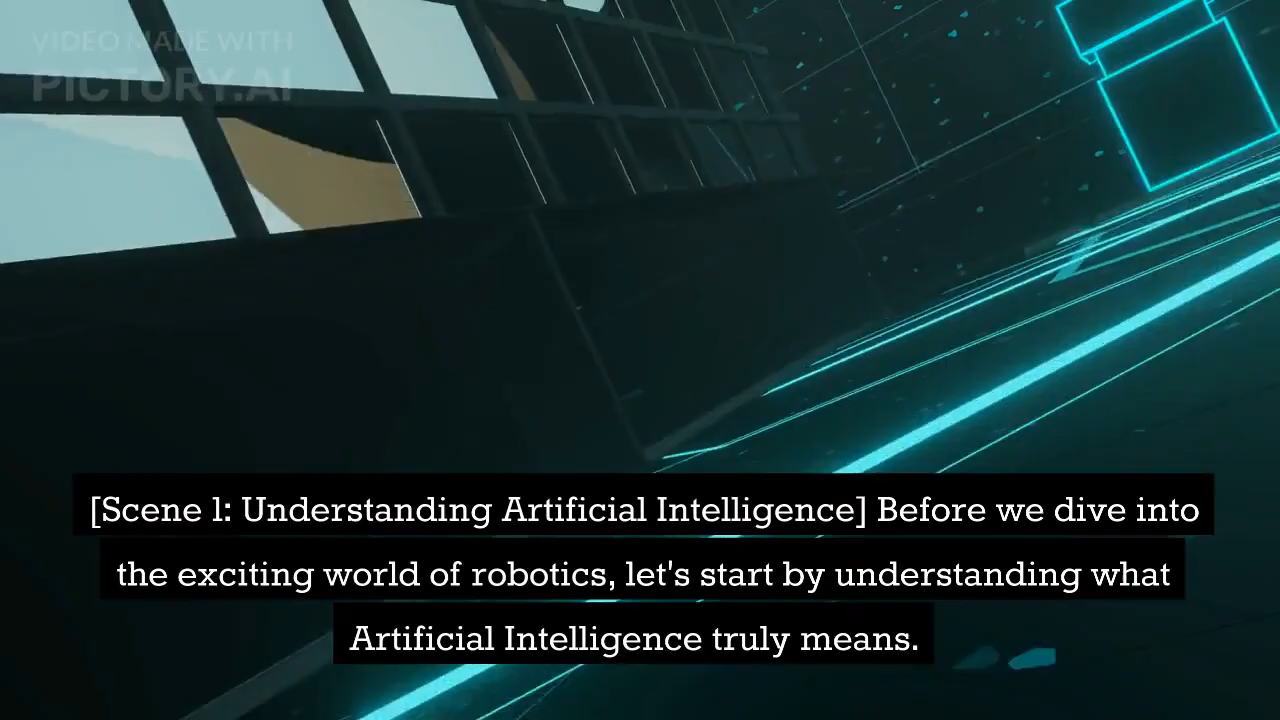 VIDEO MADE WITH
PICTORY.AI
[Scene 1: Understanding Artificial Intelligence] Before we dive into
the exciting world of robotics, let's start by understanding what
Artificial Intelligence truly means.